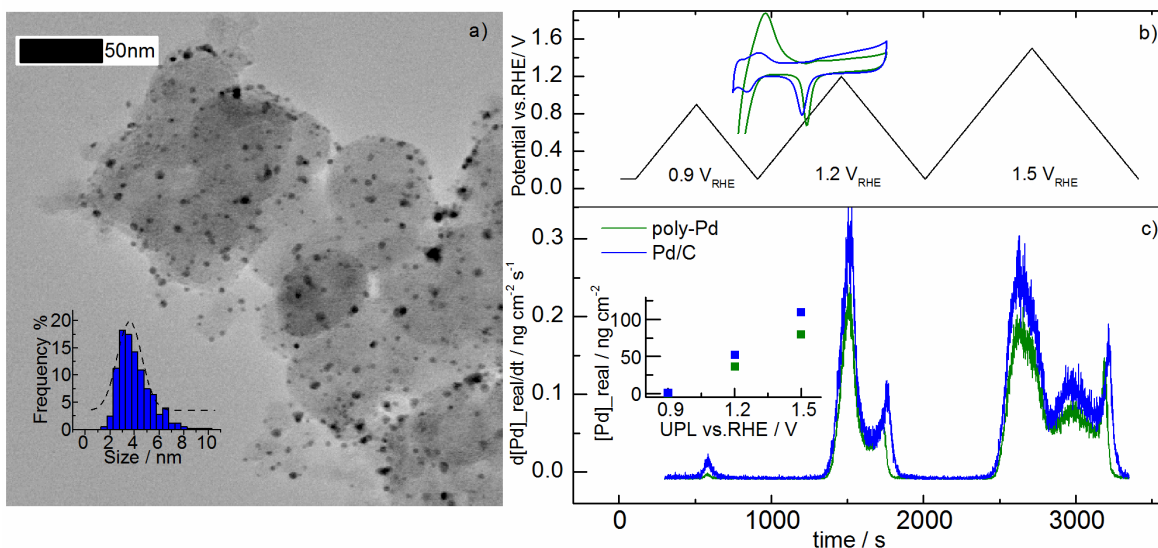 50nm
a)
Frequency %
20
15
10
5
0
0 2 4 6 8 10
Size / nm
b)
Potential vs.RHE/ V
1.6
1.2
0.8
0.4
0.0
0.9 V_RHE
1.2 V_RHE
1.5 V_RHE
c)
poly-Pd
Pd/C
d[Pd]_real/dt / ng cm⁻² s⁻¹
0.3
0.2
0.1
0.0
[Pd]_real / ng cm⁻²
100
50
0
0.9 1.2 1.5
UPL vs.RHE / V
0 1000 2000 3000
time / s